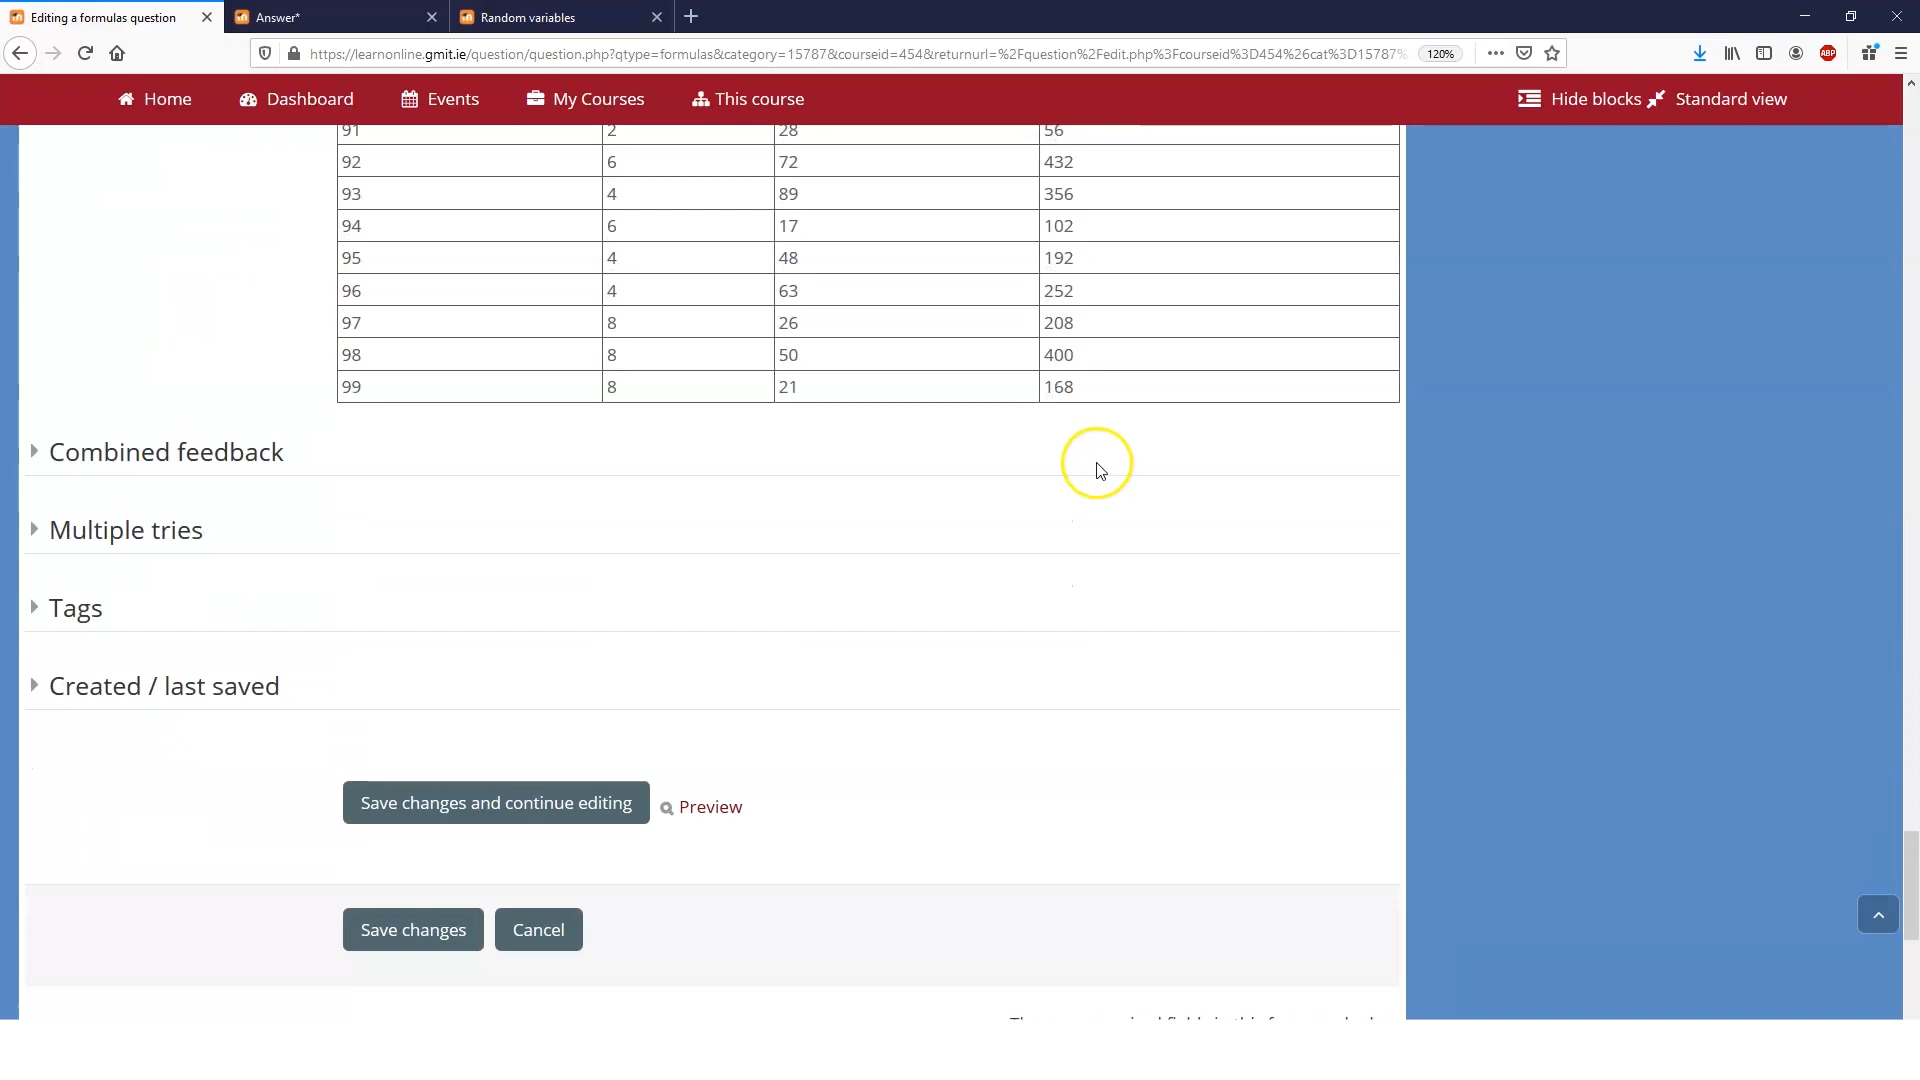 Editing a formulas question
Answer*
Random variables
https://learnonline.gmit.ie/question/question.php?qtype=formulas&category=15787&courseid=454&returnurl=%2Fquestion%2Fedit.php%3Fcourseid%3D454%26cat%3D15787%
120%
ABP
Home
Dashboard
Events
My Courses
This course
Hide blocks
Standard view
91 2 28 56
92 6 72 432
93 4 89 356
94 6 17 102
95 4 48 192
96 4 63 252
97 8 26 208
98 8 50 400
99 8 21 168
Combined feedback
Multiple tries
Tags
Created / last saved
Save changes and continue editing
Preview
Save changes
Cancel